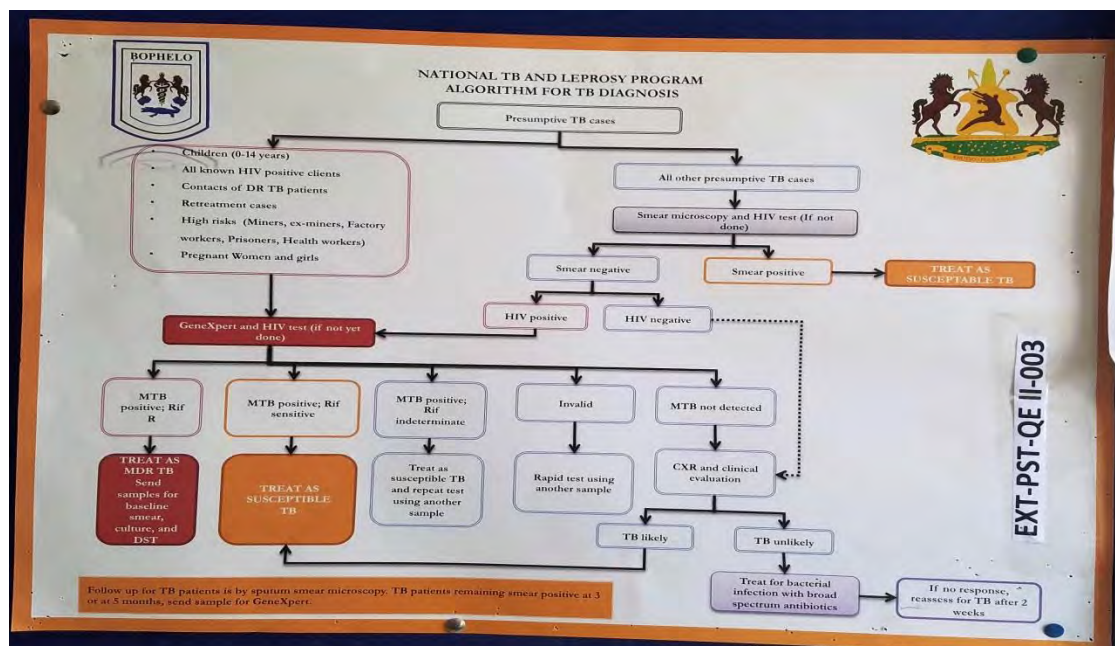 BOPHELO
NATIONAL TB AND LEPROSY PROGRAM
ALGORITHM FOR TB DIAGNOSIS
Presumptive TB cases
• Children (0-14 years)
• All known HIV positive clients
• Contacts of DR TB patients
• Retreatment cases
• High risks (Miners, ex-miners, Factory
workers, Prisoners, Health workers)
• Pregnant Women and girls
All other presumptive TB cases
Smear microscopy and HIV test (If not
done)
Smear negative
Smear positive
TREAT AS
SUSCEPTABLE TB
HIV positive
HIV negative
GeneXpert and HIV test (if not yet
done)
MTB
positive; Rif
R
MTB positive; Rif
sensitive
MTB positive; Rif
indeterminate
Invalid
MTB not detected
TREAT AS
MDR TB
Send
samples for
baseline
smear,
culture, and
DST
TREAT AS
SUSCEPTIBLE
TB
Treat as
susceptible TB
and repeat test
using another
sample
Rapid test using
another sample
CXR and clinical
evaluation
TB likely
TB unlikely
Treat for bacterial
infection with broad
spectrum antibiotics
If no response,
reassess for TB after 2
weeks
Follow up for TB patients is by sputum smear microscopy. TB patients remaining smear positive at 3
or at 5 months, send sample for GeneXpert.
EXT-PST-QE II-003